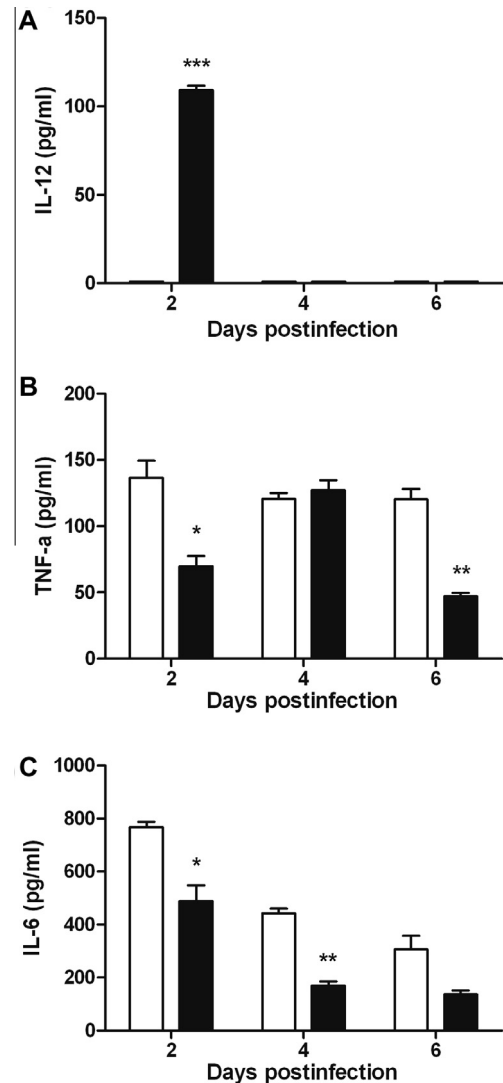 A
IL-12 (pg/ml)
150
100
50
0
***
2 4 6
Days postinfection
B
TNF-a (pg/ml)
200
150
100
50
0
*
**
2 4 6
Days postinfection
C
IL-6 (pg/ml)
1000
800
600
400
200
0
*
**
2 4 6
Days postinfection